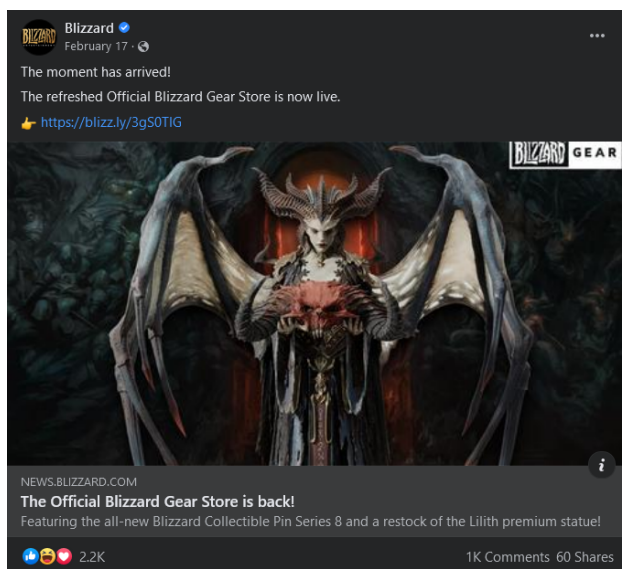 BLIZZARD
Blizzard
February 17 ·
The moment has arrived!
The refreshed Official Blizzard Gear Store is now live.
https://blizz.ly/3gS0TIG
BLIZZARD GEAR
NEWS.BLIZZARD.COM
The Official Blizzard Gear Store is back!
Featuring the all-new Blizzard Collectible Pin Series 8 and a restock of the Lilith premium statue!
2.2K
1K Comments 60 Shares